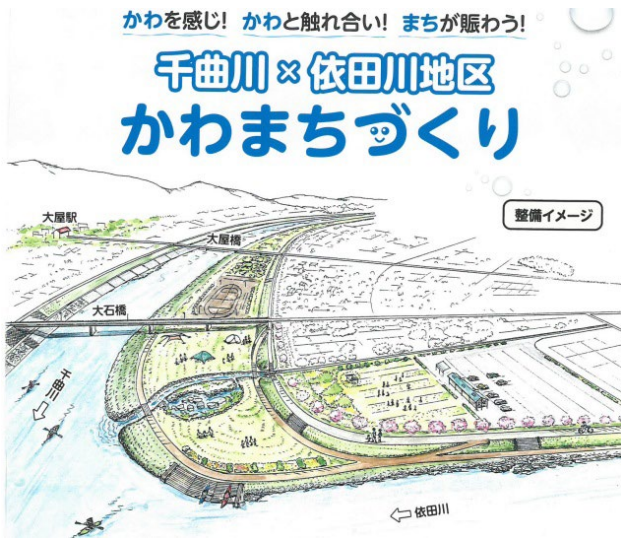 かわを感じ! かわと触れ合い! まちが賑わう!
千曲川×依田川地区
かわまちづくり
整備イメージ
大屋駅
大屋橋
大石橋
千曲川
依田川